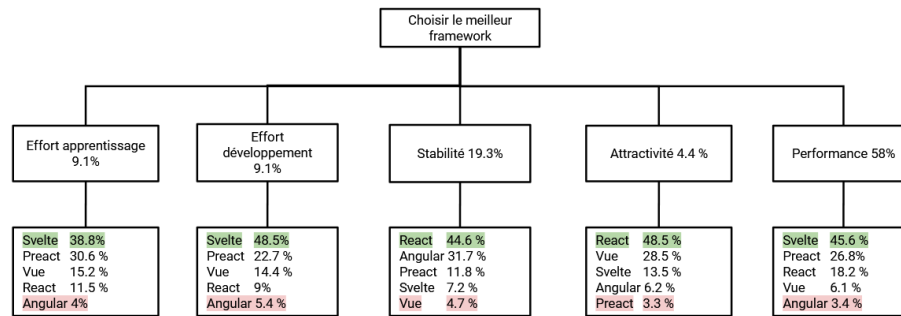 Choisir le meilleur
framework
Effort apprentissage
9.1%
Effort
développement
9.1%
Stabilité 19.3%
Attractivité 4.4 %
Performance 58%
Svelte 38.8%
Preact 30.6 %
Vue 15.2 %
React 11.5 %
Angular 4%
Svelte 48.5%
Preact 22.7 %
Vue 14.4 %
React 9%
Angular 5.4 %
React 44.6 %
Angular 31.7 %
Preact 11.8 %
Svelte 7.2 %
Vue 4.7 %
React 48.5 %
Vue 28.5 %
Svelte 13.5 %
Angular 6.2 %
Preact 3.3 %
Svelte 45.6 %
Preact 26.8%
React 18.2 %
Vue 6.1 %
Angular 3.4 %